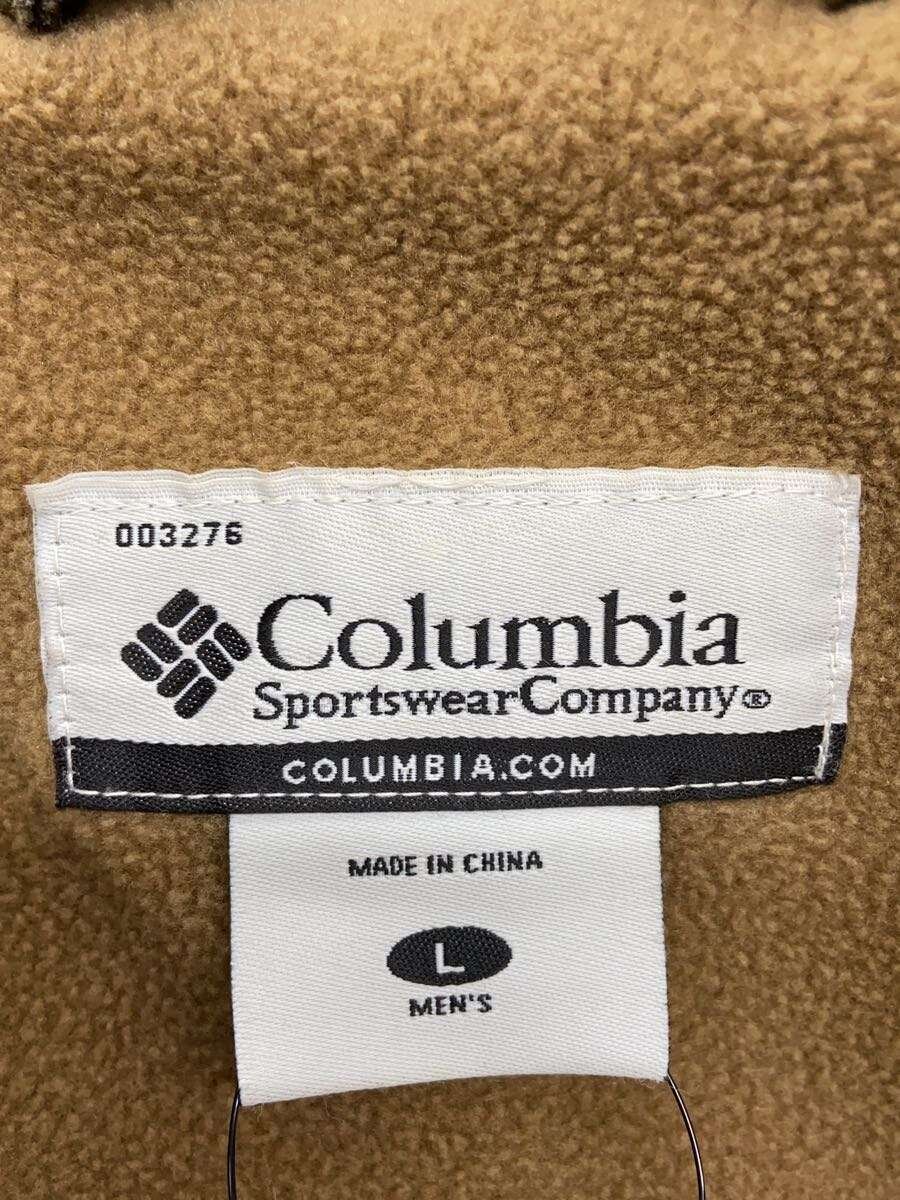 003276
Columbia
SportswearCompany®
COLUMBIA.COM
MADE IN CHINA
L
MEN'S